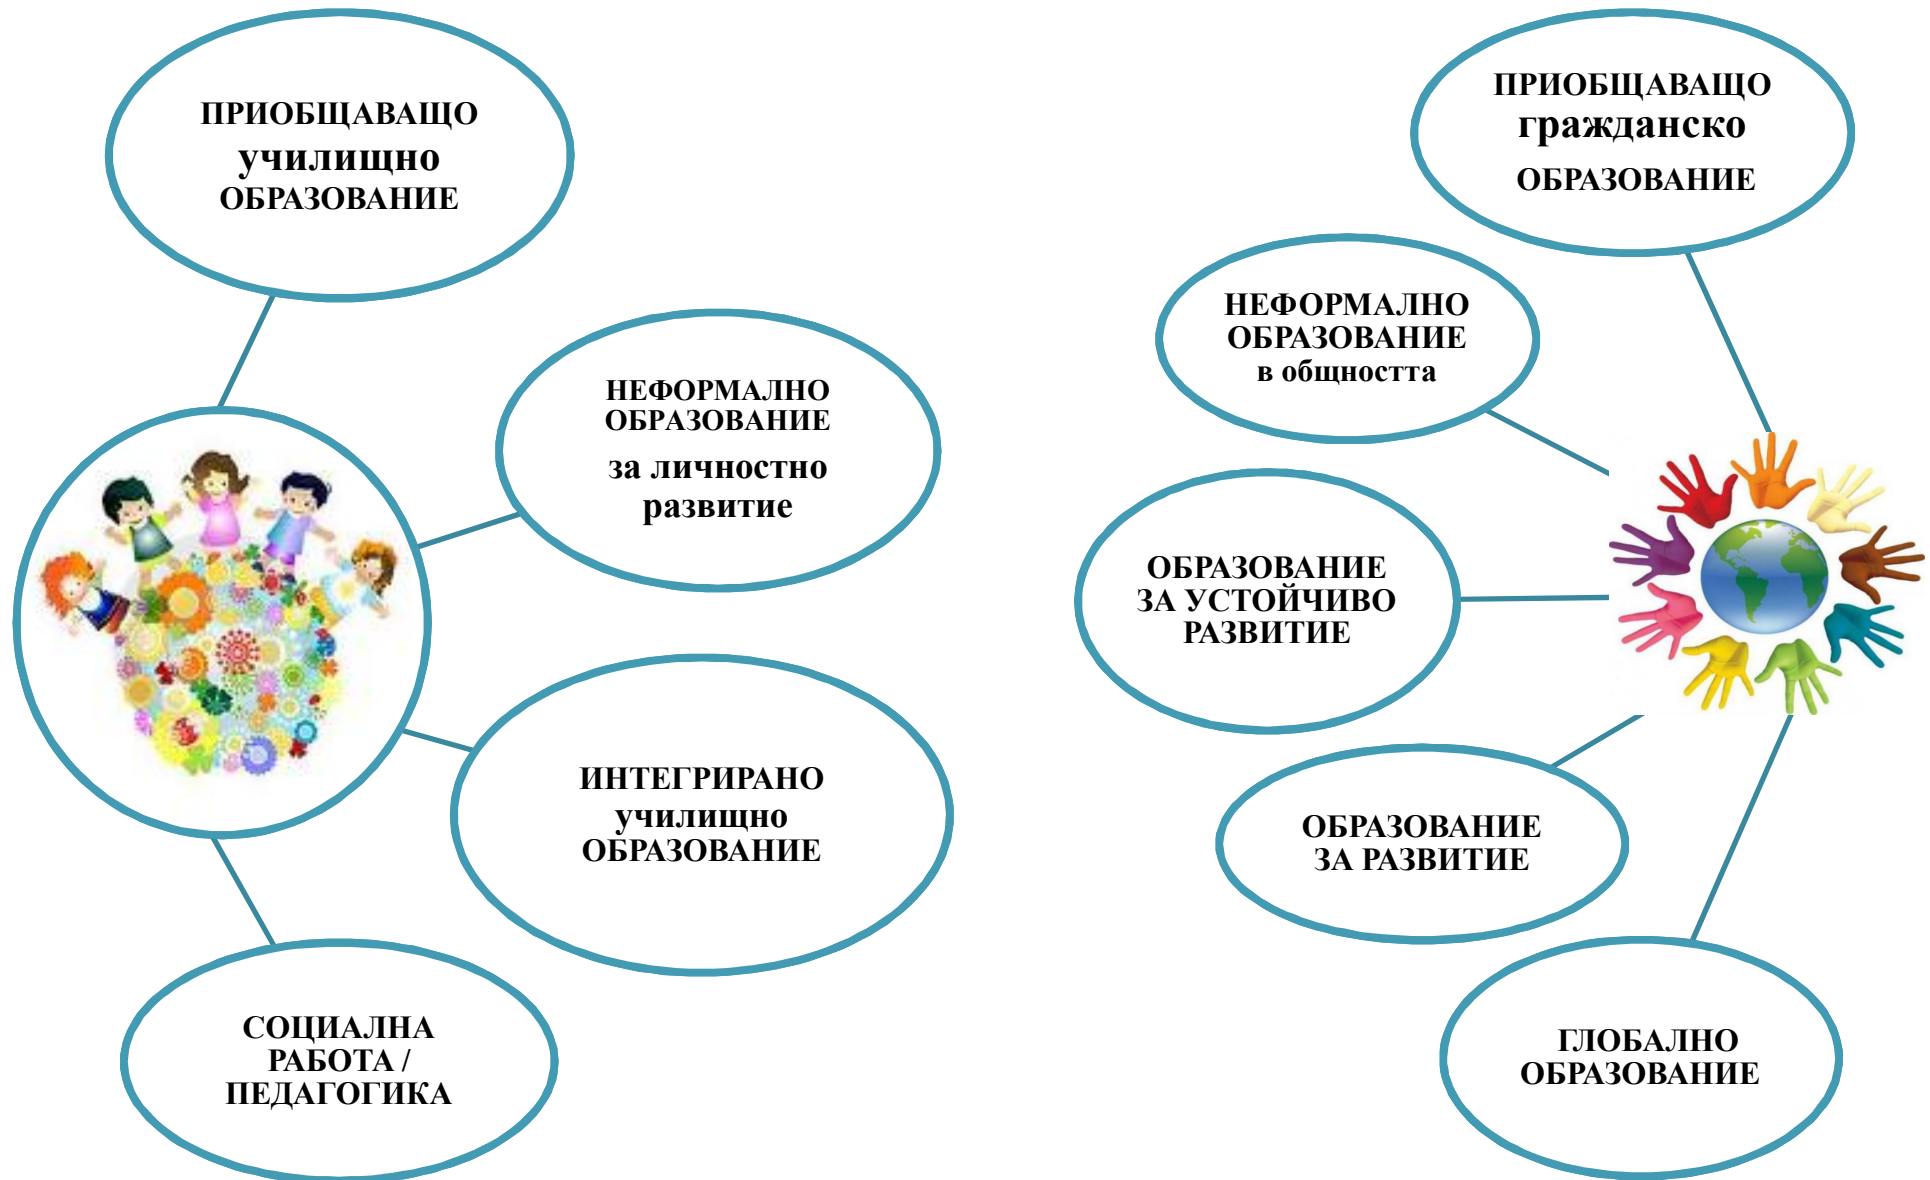 ПРИОБЩАВАЩО
училищно
ОБРАЗОВАНИЕ
НЕФОРМАЛНО
ОБРАЗОВАНИЕ
за личностно
развитие
ИНТЕГРИРАНО
училищно
ОБРАЗОВАНИЕ
СОЦИАЛНА
РАБОТА /
ПЕДАГОГИКА
ПРИОБЩАВАЩО
гражданско
ОБРАЗОВАНИЕ
НЕФОРМАЛНО
ОБРАЗОВАНИЕ
в общността
ОБРАЗОВАНИЕ
ЗА УСТОЙЧИВО
РАЗВИТИЕ
ОБРАЗОВАНИЕ
ЗА РАЗВИТИЕ
ГЛОБАЛНО
ОБРАЗОВАНИЕ